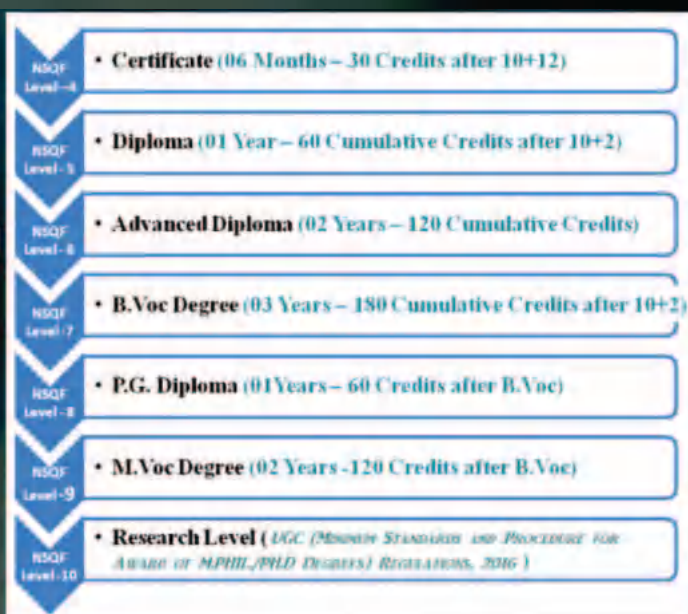 NSQF
Level-4
• Certificate (06 Months – 30 Credits after 10+12)
NSQF
Level-5
• Diploma (01 Year – 60 Cumulative Credits after 10+2)
NSQF
Level-6
• Advanced Diploma (02 Years – 120 Cumulative Credits)
NSQF
Level-7
• B.Voc Degree (03 Years – 180 Cumulative Credits after 10+2)
NSQF
Level-8
• P.G. Diploma (01Years – 60 Credits after B.Voc)
NSQF
Level-9
• M.Voc Degree (02 Years -120 Credits after B.Voc)
NSQF
Level-10
• Research Level ( UGC (Minimum Standards and Procedure for
Award of M.PHIL./PH.D Degrees) Regulations, 2016 )